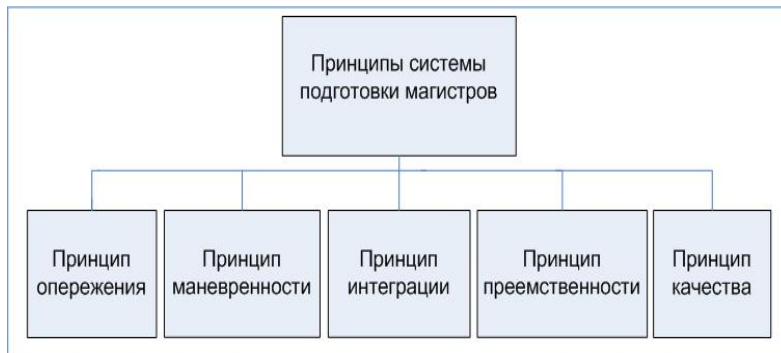 Принципы системы
подготовки магистров
Принцип
опережения
Принцип
маневренности
Принцип
интеграции
Принцип
преемственности
Принцип
качества